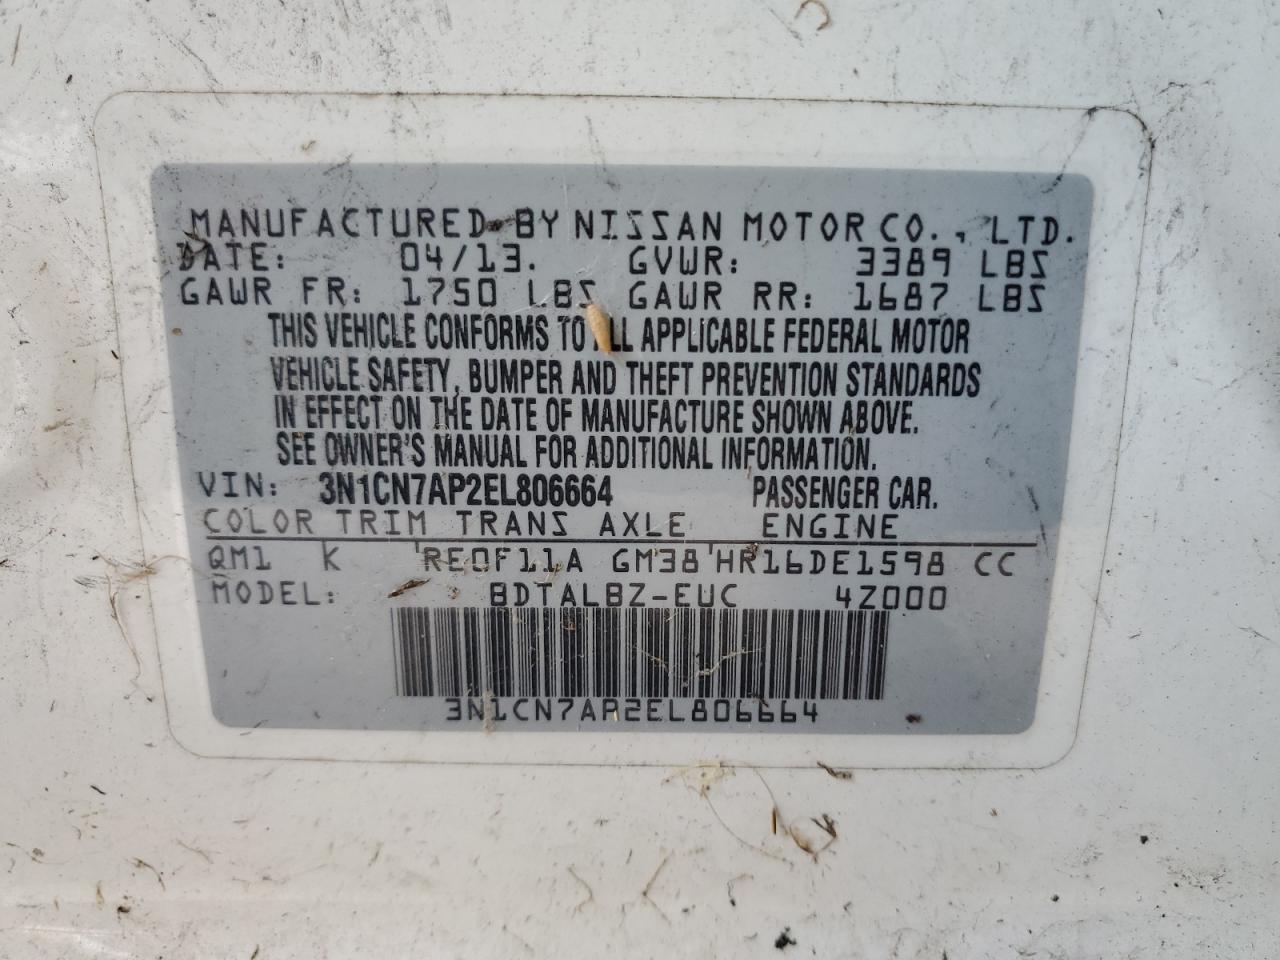 MANUFACTURED BY NISSAN MOTOR CO., LTD.
DATE: 04/13. GVWR: 3389 LBS
GAWR FR: 1750 LBS GAWR RR: 1687 LBS
THIS VEHICLE CONFORMS TO ALL APPLICABLE FEDERAL MOTOR
VEHICLE SAFETY, BUMPER AND THEFT PREVENTION STANDARDS
IN EFFECT ON THE DATE OF MANUFACTURE SHOWN ABOVE.
SEE OWNER'S MANUAL FOR ADDITIONAL INFORMATION.
VIN: 3N1CN7AP2EL806664 PASSENGER CAR.
COLOR TRIM TRANS AXLE ENGINE
QM1 K RE0F11A GM38 HR16DE1598 CC
MODEL: BDTALBZ-EUC 4Z000
3N1CN7AP2EL806664